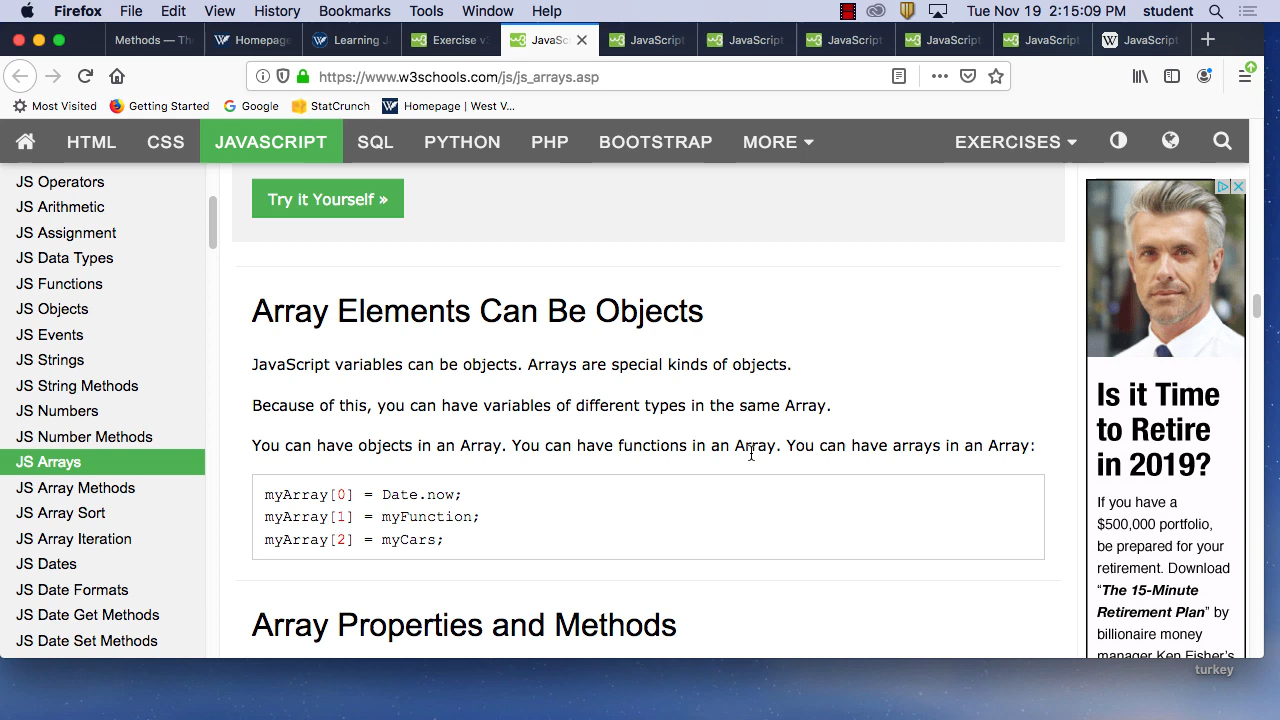 Firefox File Edit View History Bookmarks Tools Window Help Tue Nov 19 2:15:09 PM student
Methods — Th Homepage Learning J Exercise v JavaSc JavaScript JavaScript JavaScript JavaScript JavaScript JavaScript
https://www.w3schools.com/js/js_arrays.asp
Most Visited Getting Started Google StatCrunch Homepage | West V...
HTML CSS JAVASCRIPT SQL PYTHON PHP BOOTSTRAP MORE EXERCISES
JS Operators
JS Arithmetic
JS Assignment
JS Data Types
JS Functions
JS Objects
JS Events
JS Strings
JS String Methods
JS Numbers
JS Number Methods
JS Arrays
JS Array Methods
JS Array Sort
JS Array Iteration
JS Dates
JS Date Formats
JS Date Get Methods
JS Date Set Methods
Try it Yourself »
Array Elements Can Be Objects
JavaScript variables can be objects. Arrays are special kinds of objects.
Because of this, you can have variables of different types in the same Array.
You can have objects in an Array. You can have functions in an Array. You can have arrays in an Array:
myArray[0] = Date.now;
myArray[1] = myFunction;
myArray[2] = myCars;
Array Properties and Methods
Is it Time
to Retire
in 2019?
If you have a
$500,000 portfolio,
be prepared for your
retirement. Download
“The 15-Minute
Retirement Plan” by
billionaire money
manager Ken Fisher’s
turkey